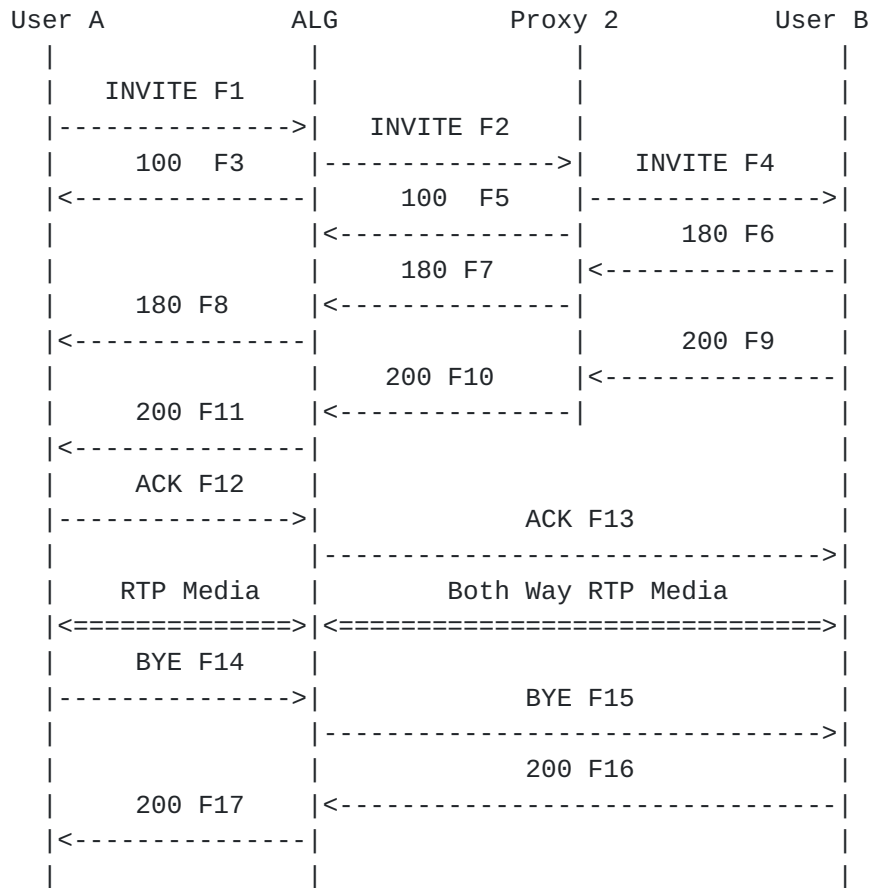 User A ALG Proxy 2 User B
INVITE F1
INVITE F2
100 F3 INVITE F4
100 F5
180 F6
180 F7
180 F8
200 F9
200 F10
200 F11
ACK F12
ACK F13
RTP Media Both Way RTP Media
BYE F14
BYE F15
200 F16
200 F17